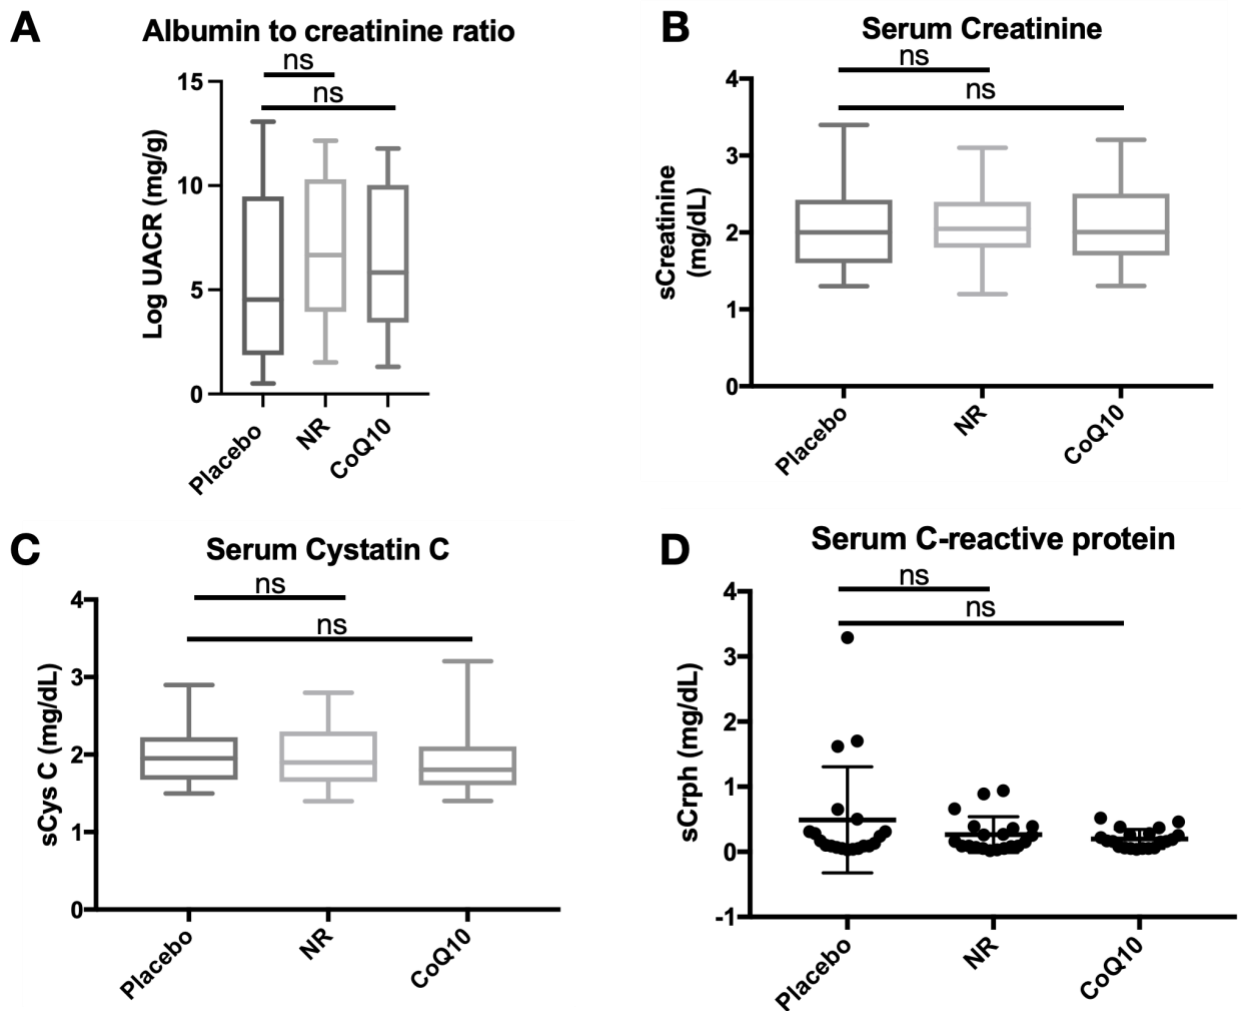 A
Albumin to creatinine ratio
ns
ns
15
10
5
0
Log UACR (mg/g)
Placebo
NR
CoQ10
B
Serum Creatinine
ns
ns
4
3
2
1
0
sCreatinine
(mg/dL)
Placebo
NR
CoQ10
C
Serum Cystatin C
ns
ns
4
3
2
1
0
sCys C (mg/dL)
Placebo
NR
CoQ10
D
Serum C-reactive protein
ns
ns
4
3
2
1
0
-1
sCrph (mg/dL)
Placebo
NR
CoQ10